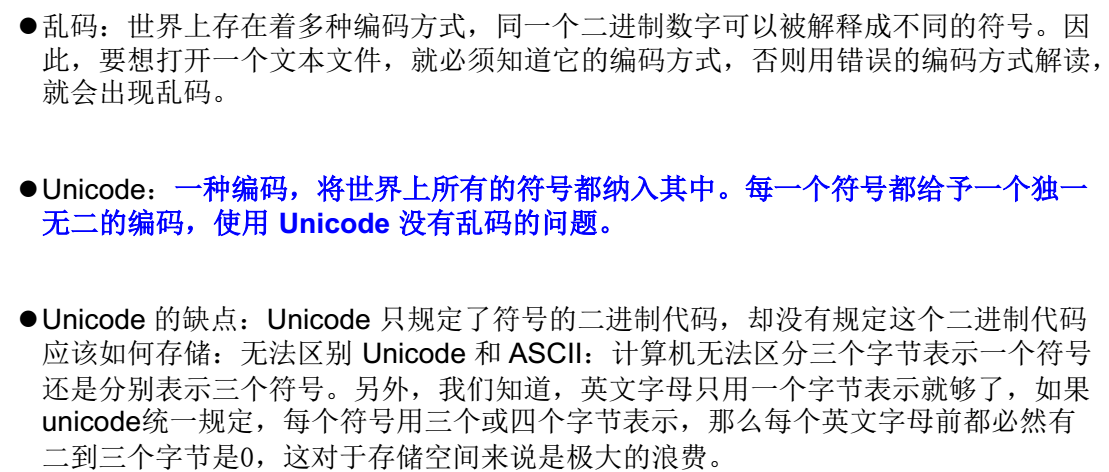 ●乱码：世界上存在着多种编码方式，同一个二进制数字可以被解释成不同的符号。因
此，要想打开一个文本文件，就必须知道它的编码方式，否则用错误的编码方式解读，
就会出现乱码。
●Unicode：一种编码，将世界上所有的符号都纳入其中。每一个符号都给予一个独一
无二的编码，使用 Unicode 没有乱码的问题。
●Unicode 的缺点：Unicode 只规定了符号的二进制代码，却没有规定这个二进制代码
应该如何存储：无法区别 Unicode 和 ASCII：计算机无法区分三个字节表示一个符号
还是分别表示三个符号。另外，我们知道，英文字母只用一个字节表示就够了，如果
unicode统一规定，每个符号用三个或四个字节表示，那么每个英文字母前都必然有
二到三个字节是0，这对于存储空间来说是极大的浪费。